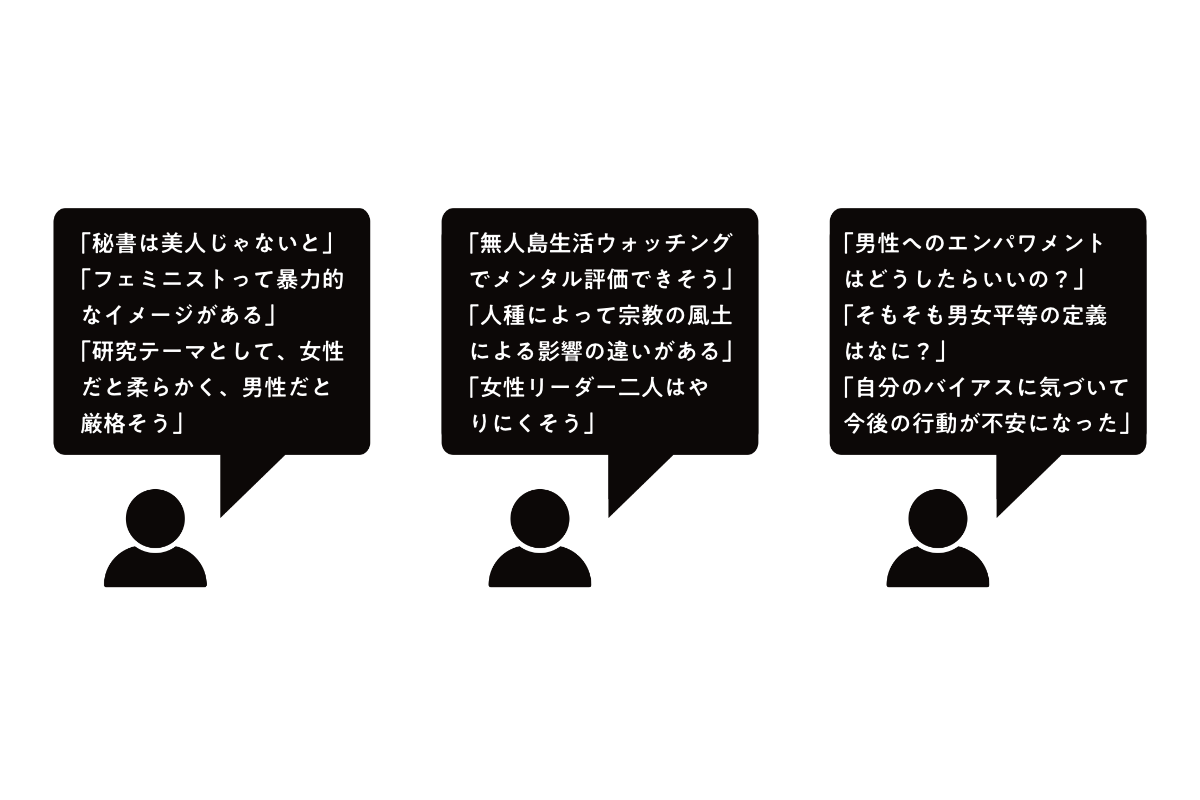 「秘書は美人じゃないと」
「フェミニストって暴力的
なイメージがある」
「研究テーマとして、女性
だと柔らかく、男性だと
厳格そう」
「無人島生活ウォッチング
でメンタル評価できそう」
「人種によって宗教の風土
による影響の違いがある」
「女性リーダー二人はや
りにくそう」
「男性へのエンパワメント
はどうしたらいいの？」
「そもそも男女平等の定義
はなに？」
「自分のバイアスに気づいて
今後の行動が不安になった」